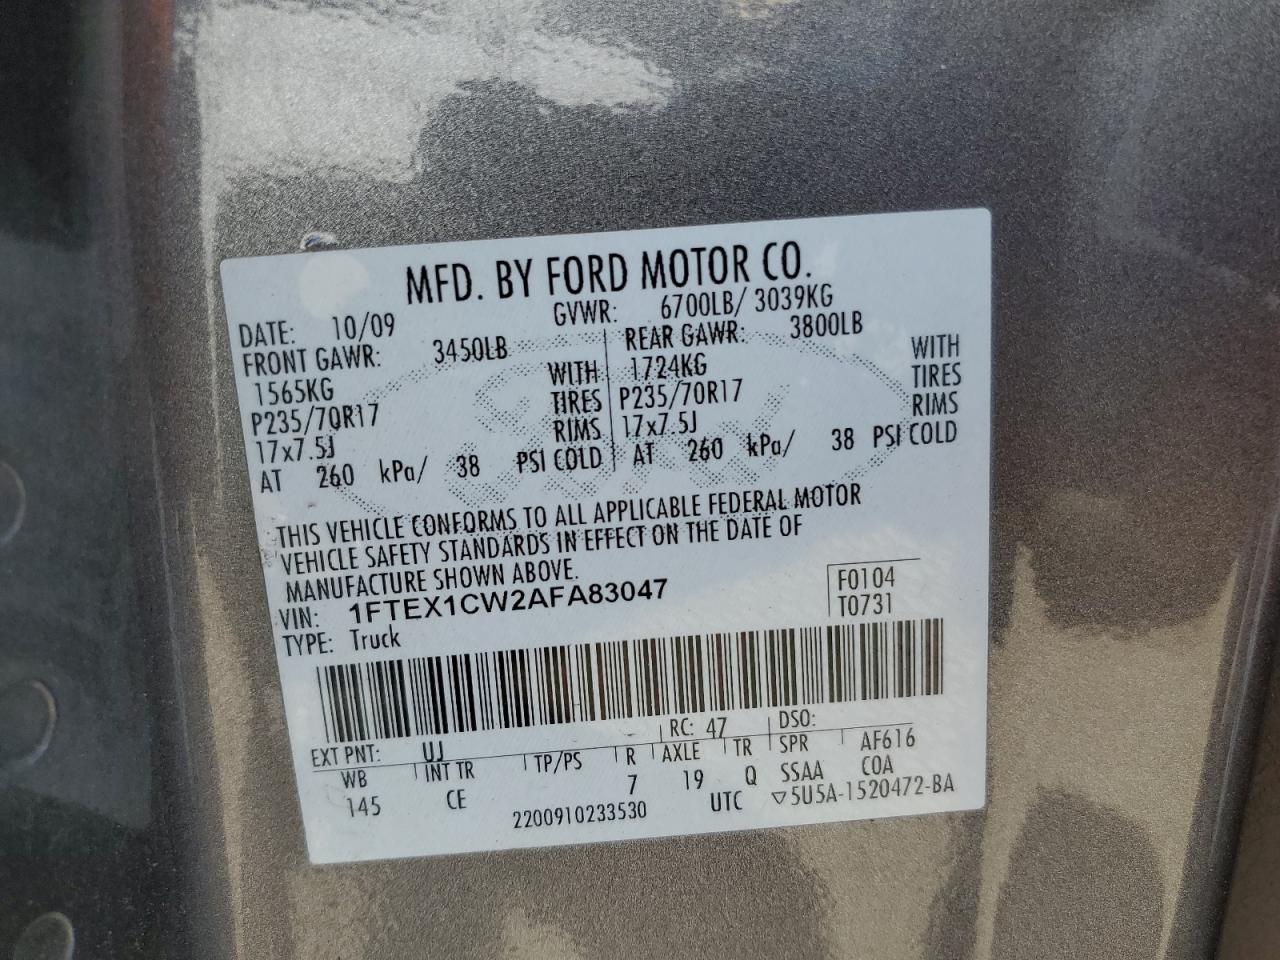 MFD. BY FORD MOTOR CO.
DATE: 10/09 GVWR: 6700LB/ 3039KG
FRONT GAWR: 3450LB REAR GAWR: 3800LB
1565KG WITH 1724KG WITH
P235/70R17 TIRES P235/70R17 TIRES
17x7.5J RIMS 17x7.5J RIMS
AT 260 kPa/ 38 PSI COLD AT 260 kPa/ 38 PSI COLD
THIS VEHICLE CONFORMS TO ALL APPLICABLE FEDERAL MOTOR
VEHICLE SAFETY STANDARDS IN EFFECT ON THE DATE OF
MANUFACTURE SHOWN ABOVE.
VIN: 1FTEX1CW2AFA83047 F0104
TYPE: Truck T0731
EXT PNT: UJ RC: 47 DSO:
WB INT TR TP/PS R AXLE TR SPR AF616
145 CE 7 19 Q SSAA COA
2200910233530 UTC ▽5U5A-1520472-BA